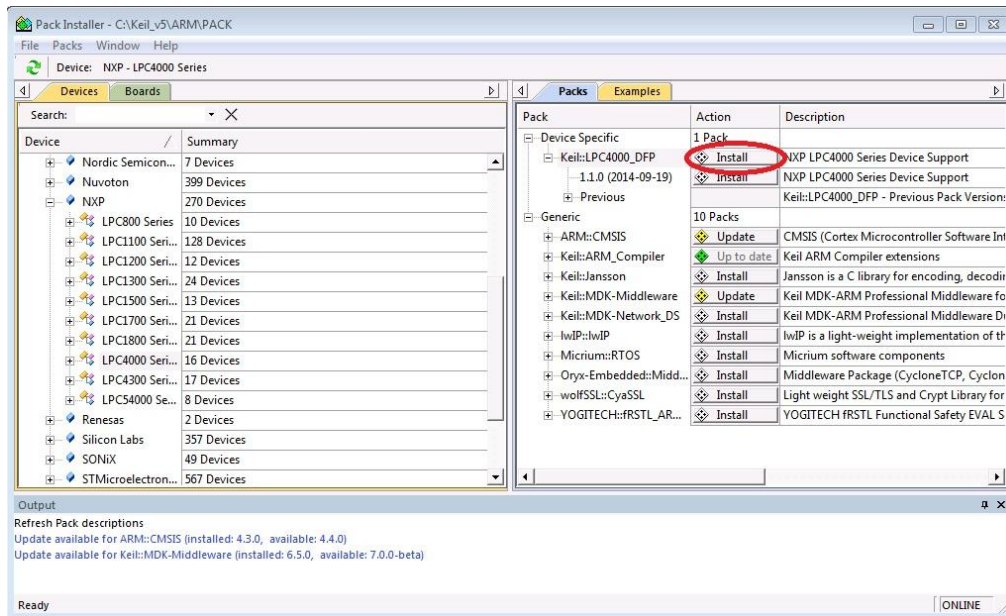 Pack Installer - C:\Keil_v5\ARM\PACK
File Packs Window Help
Device: NXP - LPC4000 Series
Devices Boards
Search:
Device / Summary
Nordic Semicon... 7 Devices
Nuvoton 399 Devices
NXP 270 Devices
LPC800 Series 10 Devices
LPC1100 Seri... 128 Devices
LPC1200 Seri... 12 Devices
LPC1300 Seri... 24 Devices
LPC1500 Seri... 13 Devices
LPC1700 Seri... 21 Devices
LPC1800 Seri... 21 Devices
LPC4000 Seri... 16 Devices
LPC4300 Seri... 17 Devices
LPC54000 Se... 8 Devices
Renesas 2 Devices
Silicon Labs 357 Devices
SONiX 49 Devices
STMicroelectron... 567 Devices
Packs Examples
Pack Action Description
Device Specific 1 Pack
Keil::LPC4000_DFP Install NXP LPC4000 Series Device Support
1.1.0 (2014-09-19) Install NXP LPC4000 Series Device Support
Previous Keil::LPC4000_DFP - Previous Pack Versions
Generic 10 Packs
ARM::CMSIS Update CMSIS (Cortex Microcontroller Software Int
Keil::ARM_Compiler Up to date Keil ARM Compiler extensions
Keil::Jansson Install Jansson is a C library for encoding, decodin
Keil::MDK-Middleware Update Keil MDK-ARM Professional Middleware fo
Keil::MDK-Network_DS Install Keil MDK-ARM Professional Middleware Du
lwIP::lwIP Install lwIP is a light-weight implementation of th
Micrium::RTOS Install Micrium software components
Oryx-Embedded::Midd... Install Middleware Package (CycloneTCP, Cyclon
wolfSSL::CyaSSL Install Light weight SSL/TLS and Crypt Library for
YOGITECH::fRSTL_AR... Install YOGITECH fRSTL Functional Safety EVAL S
Output
Refresh Pack descriptions
Update available for ARM::CMSIS (installed: 4.3.0, available: 4.4.0)
Update available for Keil::MDK-Middleware (installed: 6.5.0, available: 7.0.0-beta)
Ready ONLINE